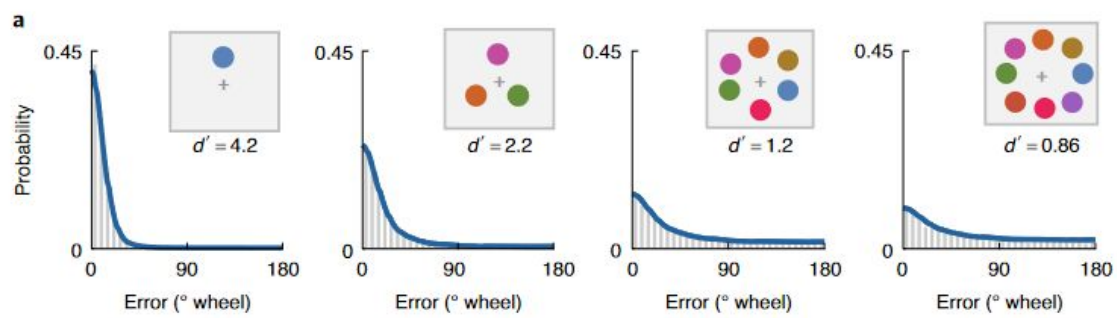 a
0.45 0.45 0.45 0.45
d′ = 4.2 d′ = 2.2 d′ = 1.2 d′ = 0.86
Probability
0 0 0 0
0 90 180 0 90 180 0 90 180 0 90 180
Error (° wheel) Error (° wheel) Error (° wheel) Error (° wheel)